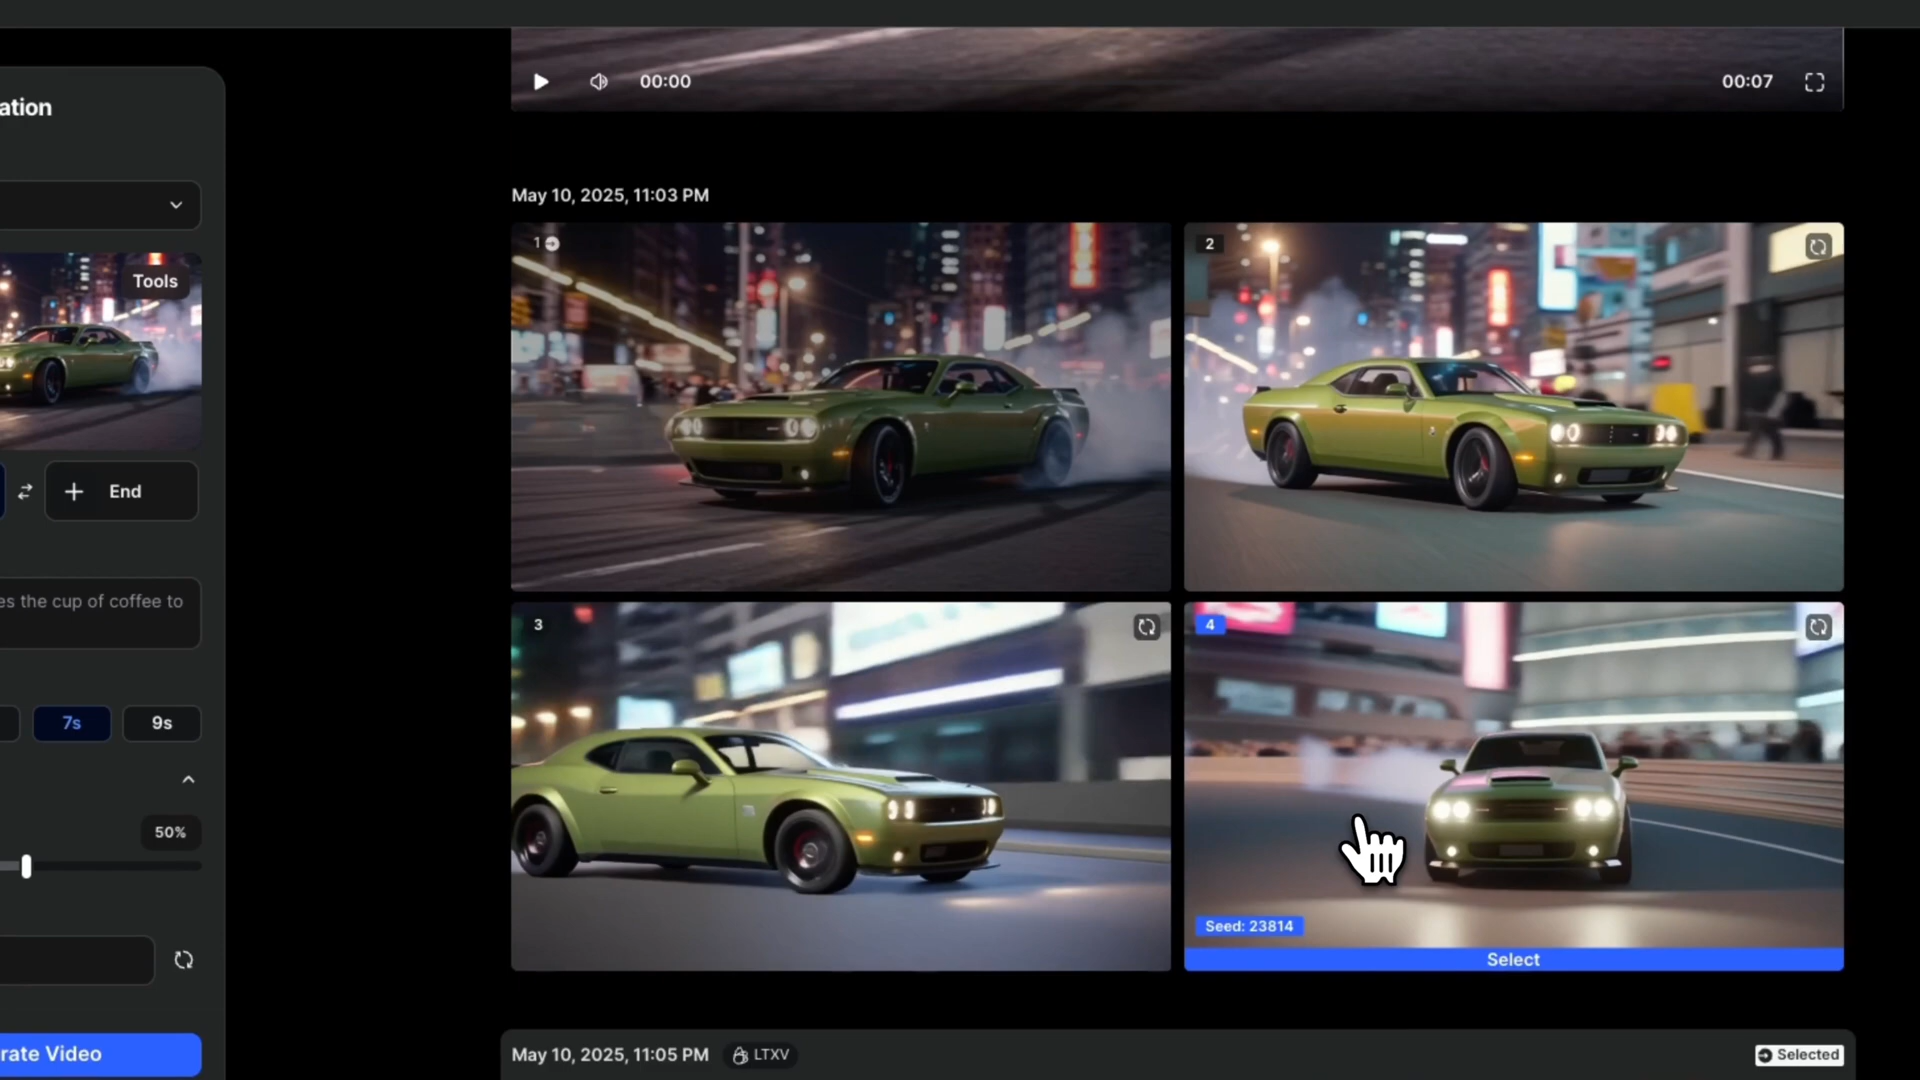 ation
Tools
End
es the cup of coffee to
7s
9s
50%
rate Video
00:00
00:07
May 10, 2025, 11:03 PM
1
2
3
4
Seed: 23814
Select
May 10, 2025, 11:05 PM
LTXV
Selected